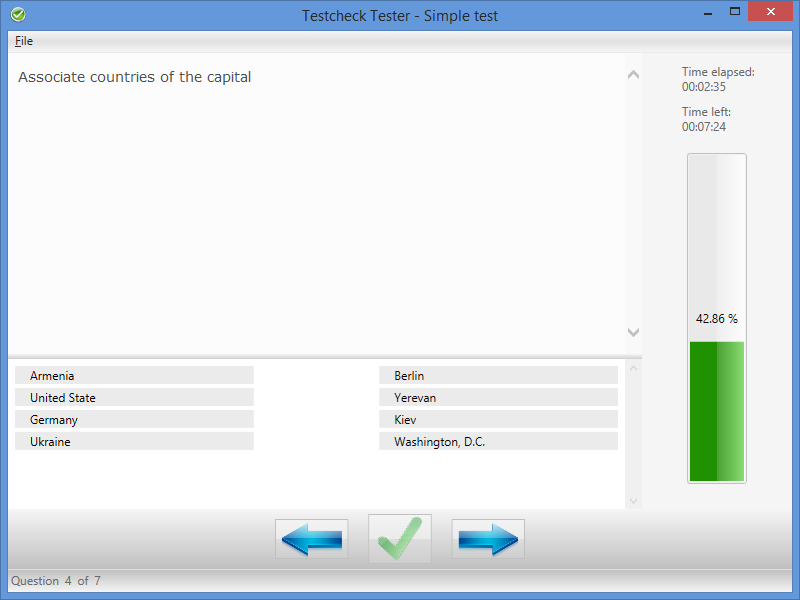 Testcheck Tester - Simple test
File
Associate countries of the capital
Time elapsed:
00:02:35
Time left:
00:07:24
42.86 %
Armenia
Berlin
United State
Yerevan
Germany
Kiev
Ukraine
Washington, D.C.
Question 4 of 7